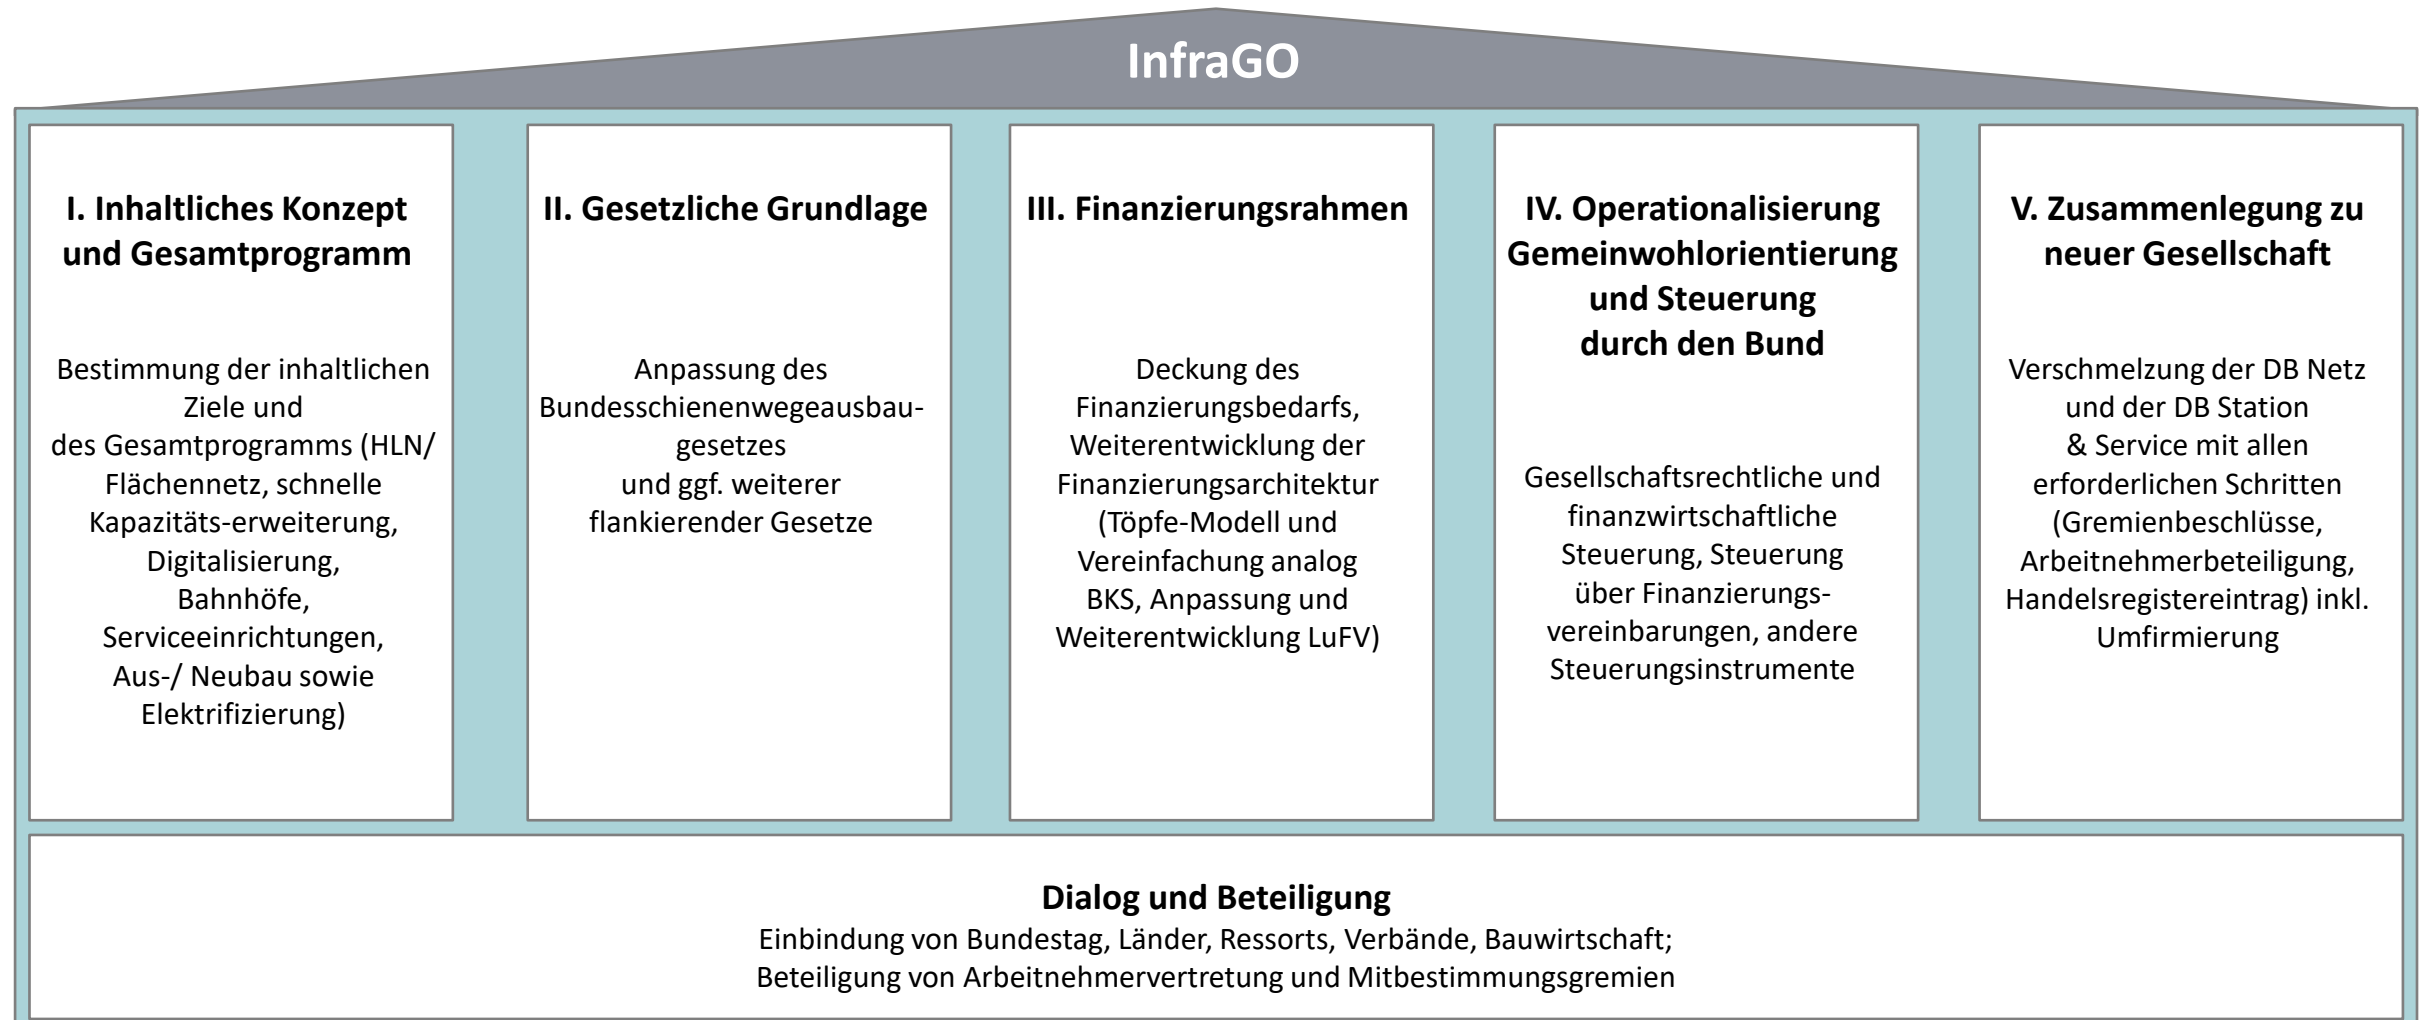 InfraGO
I. Inhaltliches Konzept
und Gesamtprogramm
Bestimmung der inhaltlichen
Ziele und
des Gesamtprogramms (HLN/
Flächennetz, schnelle
Kapazitäts-erweiterung,
Digitalisierung,
Bahnhöfe,
Serviceeinrichtungen,
Aus-/ Neubau sowie
Elektrifizierung)
II. Gesetzliche Grundlage
Anpassung des
Bundesschienenwegeausbau-
gesetzes
und ggf. weiterer
flankierender Gesetze
III. Finanzierungsrahmen
Deckung des
Finanzierungsbedarfs,
Weiterentwicklung der
Finanzierungsarchitektur
(Töpfe-Modell und
Vereinfachung analog
BKS, Anpassung und
Weiterentwicklung LuFV)
IV. Operationalisierung
Gemeinwohlorientierung
und Steuerung
durch den Bund
Gesellschaftsrechtliche und
finanzwirtschaftliche
Steuerung, Steuerung
über Finanzierungs-
vereinbarungen, andere
Steuerungsinstrumente
V. Zusammenlegung zu
neuer Gesellschaft
Verschmelzung der DB Netz
und der DB Station
& Service mit allen
erforderlichen Schritten
(Gremienbeschlüsse,
Arbeitnehmerbeteiligung,
Handelsregistereintrag) inkl.
Umfirmierung
Dialog und Beteiligung
Einbindung von Bundestag, Länder, Ressorts, Verbände, Bauwirtschaft;
Beteiligung von Arbeitnehmervertretung und Mitbestimmungsgremien